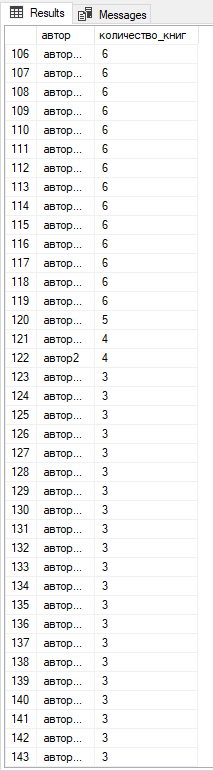 Results Messages
автор количество_книг
106 автор... 6
107 автор... 6
108 автор... 6
109 автор... 6
110 автор... 6
111 автор... 6
112 автор... 6
113 автор... 6
114 автор... 6
115 автор... 6
116 автор... 6
117 автор... 6
118 автор... 6
119 автор... 6
120 автор... 5
121 автор... 4
122 автор2 4
123 автор... 3
124 автор... 3
125 автор... 3
126 автор... 3
127 автор... 3
128 автор... 3
129 автор... 3
130 автор... 3
131 автор... 3
132 автор... 3
133 автор... 3
134 автор... 3
135 автор... 3
136 автор... 3
137 автор... 3
138 автор... 3
139 автор... 3
140 автор... 3
141 автор... 3
142 автор... 3
143 автор... 3